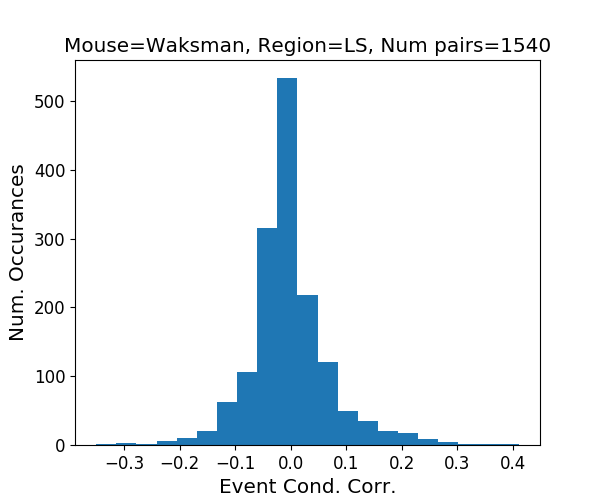 Mouse=Waksman, Region=LS, Num pairs=1540
Num. Occurances
500
400
300
200
100
0
−0.3 −0.2 −0.1 0.0 0.1 0.2 0.3 0.4
Event Cond. Corr.